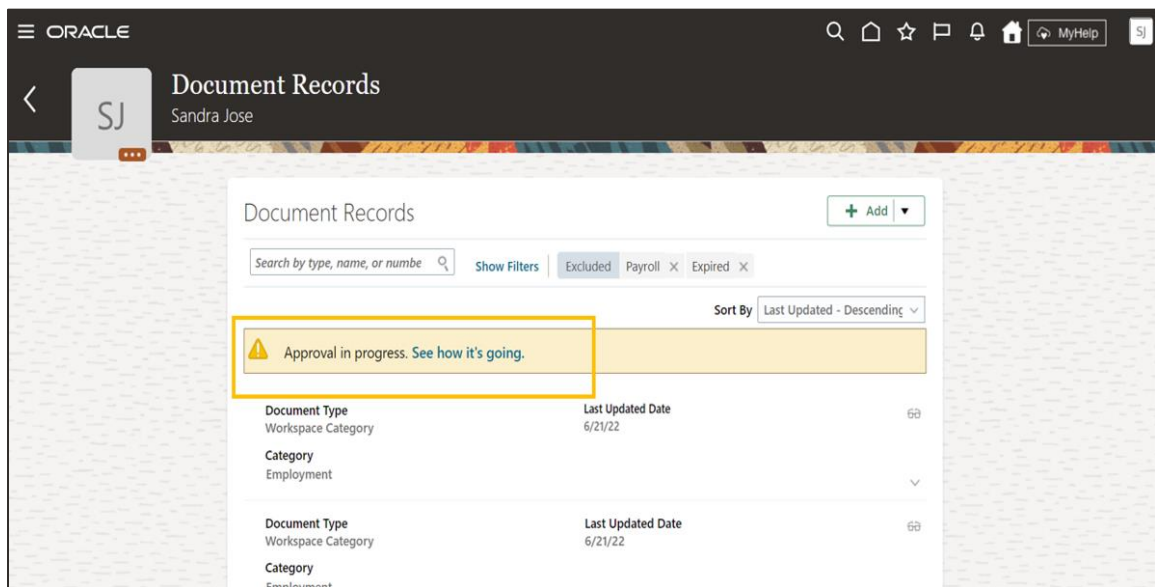 ORACLE
MyHelp
SJ
SJ
Document Records
Sandra Jose
Document Records
Add
Search by type, name, or numbe
Show Filters
Excluded Payroll Expired
Sort By Last Updated - Descending
Approval in progress. See how it's going.
Document Type Last Updated Date
Workspace Category 6/21/22
Category
Employment
Document Type Last Updated Date
Workspace Category 6/21/22
Category
Employment